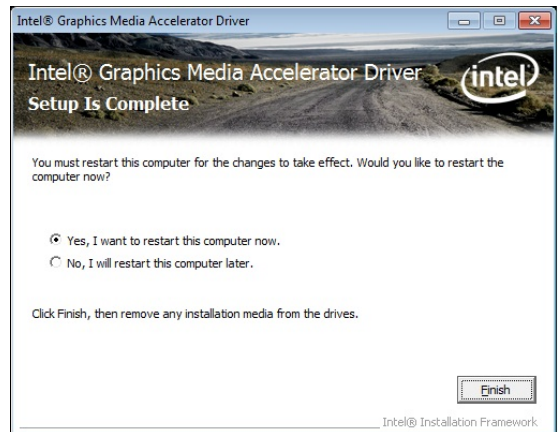 Intel® Graphics Media Accelerator Driver
Intel® Graphics Media Accelerator Driver
(intel)
Setup Is Complete
You must restart this computer for the changes to take effect. Would you like to restart the
computer now?
Yes, I want to restart this computer now.
No, I will restart this computer later.
Click Finish, then remove any installation media from the drives.
Finish
Intel® Installation Framework